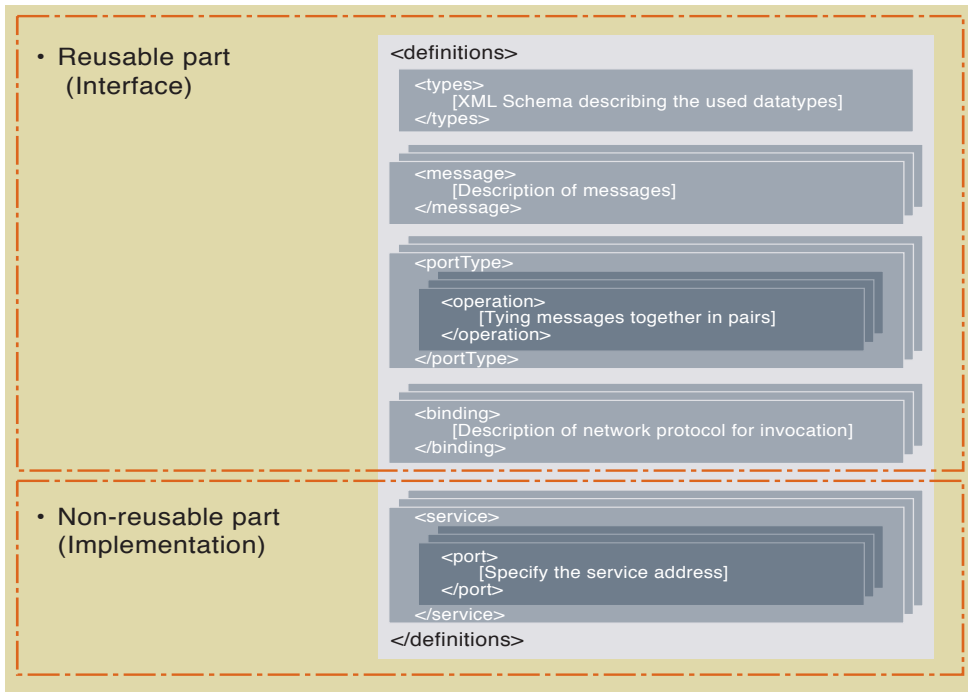 • Reusable part
(Interface)
<definitions>
<types>
[XML Schema describing the used datatypes]
</types>
<message>
[Description of messages]
</message>
<portType>
<operation>
[Tying messages together in pairs]
</operation>
</portType>
<binding>
[Description of network protocol for invocation]
</binding>
• Non-reusable part
(Implementation)
<service>
<port>
[Specify the service address]
</port>
</service>
</definitions>